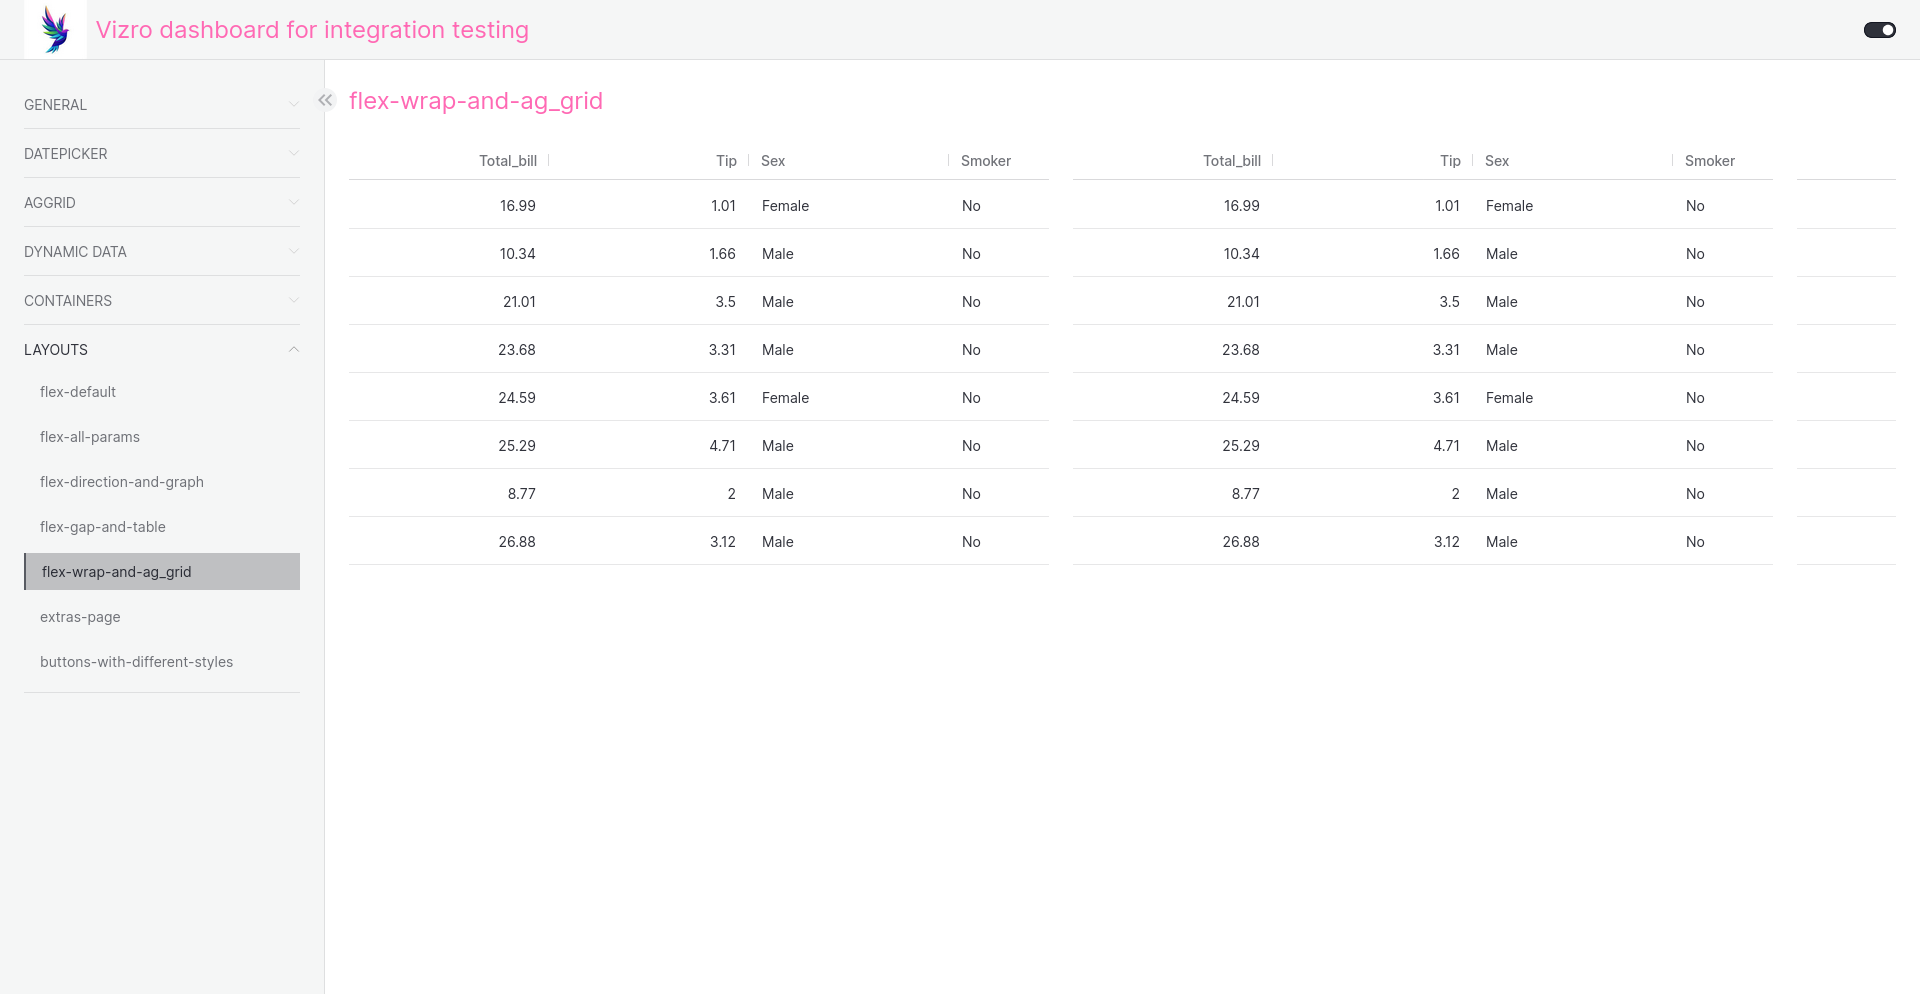 Vizro dashboard for integration testing
GENERAL
DATEPICKER
AGGRID
DYNAMIC DATA
CONTAINERS
LAYOUTS
flex-default
flex-all-params
flex-direction-and-graph
flex-gap-and-table
flex-wrap-and-ag_grid
extras-page
buttons-with-different-styles
flex-wrap-and-ag_grid
Total_bill Tip Sex Smoker Total_bill Tip Sex Smoker
16.99 1.01 Female No 16.99 1.01 Female No
10.34 1.66 Male No 10.34 1.66 Male No
21.01 3.5 Male No 21.01 3.5 Male No
23.68 3.31 Male No 23.68 3.31 Male No
24.59 3.61 Female No 24.59 3.61 Female No
25.29 4.71 Male No 25.29 4.71 Male No
8.77 2 Male No 8.77 2 Male No
26.88 3.12 Male No 26.88 3.12 Male No